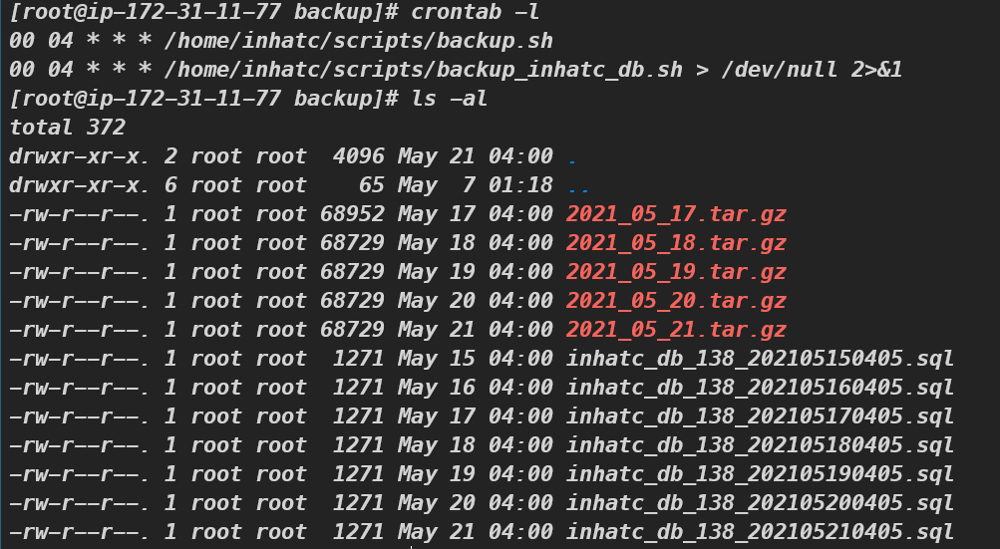 [root@ip-172-31-11-77 backup]# crontab -l
00 04 * * * /home/inhatc/scripts/backup.sh
00 04 * * * /home/inhatc/scripts/backup_inhatc_db.sh > /dev/null 2>&1
[root@ip-172-31-11-77 backup]# ls -al
total 372
drwxr-xr-x. 2 root root  4096 May 21 04:00 .
drwxr-xr-x. 6 root root    65 May  7 01:18 ..
-rw-r--r--. 1 root root 68952 May 17 04:00 2021_05_17.tar.gz
-rw-r--r--. 1 root root 68729 May 18 04:00 2021_05_18.tar.gz
-rw-r--r--. 1 root root 68729 May 19 04:00 2021_05_19.tar.gz
-rw-r--r--. 1 root root 68729 May 20 04:00 2021_05_20.tar.gz
-rw-r--r--. 1 root root 68729 May 21 04:00 2021_05_21.tar.gz
-rw-r--r--. 1 root root  1271 May 15 04:00 inhatc_db_138_202105150405.sql
-rw-r--r--. 1 root root  1271 May 16 04:00 inhatc_db_138_202105160405.sql
-rw-r--r--. 1 root root  1271 May 17 04:00 inhatc_db_138_202105170405.sql
-rw-r--r--. 1 root root  1271 May 18 04:00 inhatc_db_138_202105180405.sql
-rw-r--r--. 1 root root  1271 May 19 04:00 inhatc_db_138_202105190405.sql
-rw-r--r--. 1 root root  1271 May 20 04:00 inhatc_db_138_202105200405.sql
-rw-r--r--. 1 root root  1271 May 21 04:00 inhatc_db_138_202105210405.sql